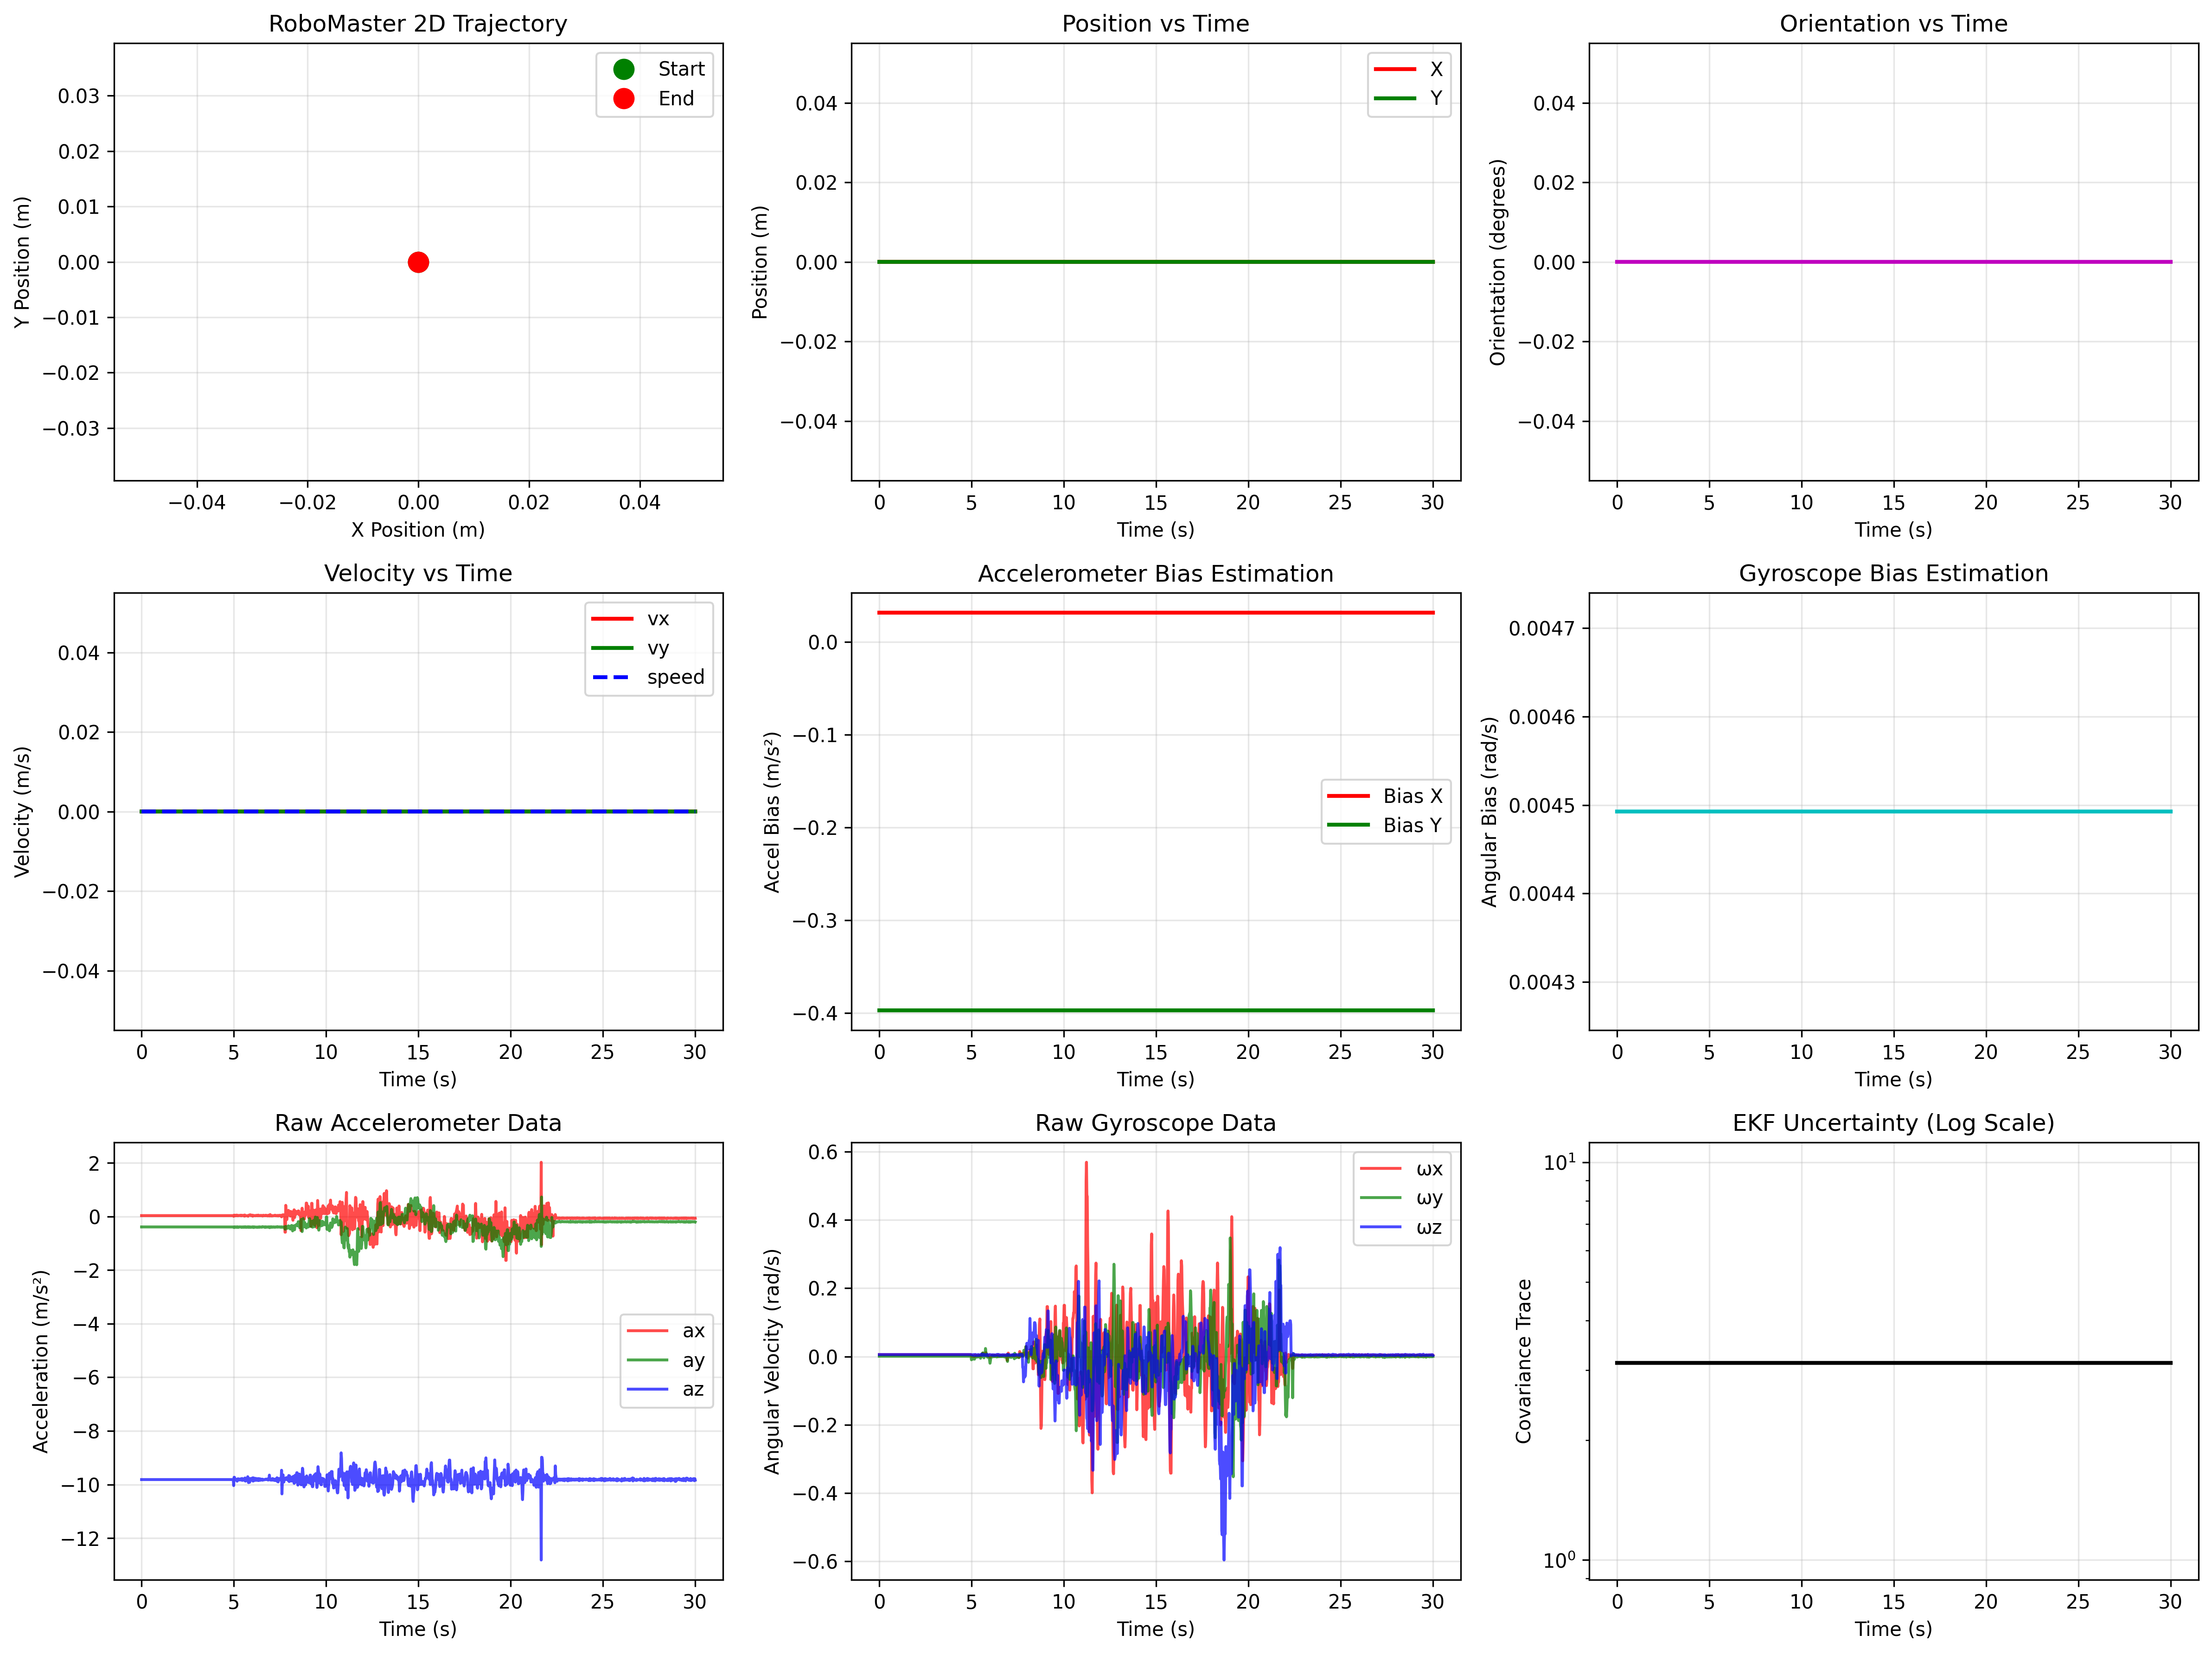 RoboMaster 2D Trajectory
Y Position (m)
0.03
0.02
0.01
0.00
−0.01
−0.02
−0.03
Start
End
−0.04 −0.02 0.00 0.02 0.04
X Position (m)
Position vs Time
Position (m)
0.04
0.02
0.00
−0.02
−0.04
X
Y
0 5 10 15 20 25 30
Time (s)
Orientation vs Time
Orientation (degrees)
0.04
0.02
0.00
−0.02
−0.04
0 5 10 15 20 25 30
Time (s)
Velocity vs Time
Velocity (m/s)
0.04
0.02
0.00
−0.02
−0.04
vx
vy
speed
0 5 10 15 20 25 30
Time (s)
Accelerometer Bias Estimation
Accel Bias (m/s²)
0.0
−0.1
−0.2
−0.3
−0.4
Bias X
Bias Y
0 5 10 15 20 25 30
Time (s)
Gyroscope Bias Estimation
Angular Bias (rad/s)
0.0047
0.0046
0.0045
0.0044
0.0043
0 5 10 15 20 25 30
Time (s)
Raw Accelerometer Data
Acceleration (m/s²)
2
0
−2
−4
−6
−8
−10
−12
ax
ay
az
0 5 10 15 20 25 30
Time (s)
Raw Gyroscope Data
Angular Velocity (rad/s)
0.6
0.4
0.2
0.0
−0.2
−0.4
−0.6
ωx
ωy
ωz
0 5 10 15 20 25 30
Time (s)
EKF Uncertainty (Log Scale)
Covariance Trace
10¹
10⁰
0 5 10 15 20 25 30
Time (s)